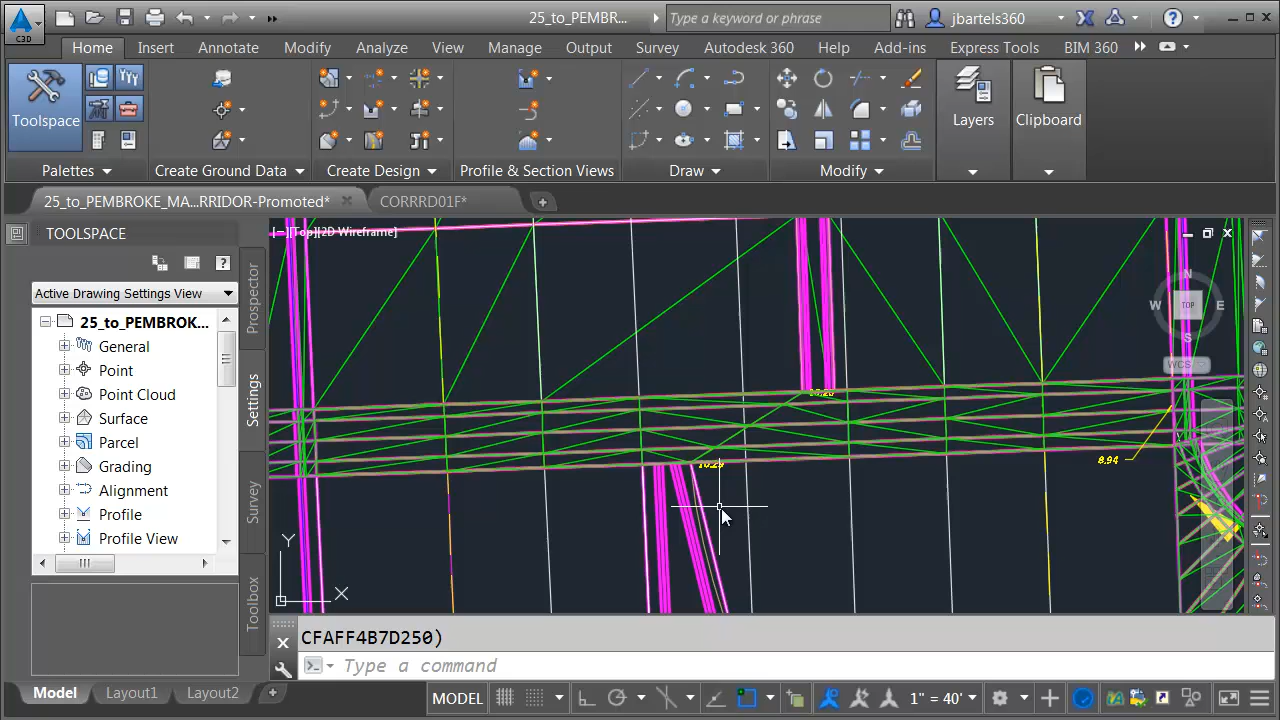 25_to_PEMBR...
Type a keyword or phrase
jbartels360
C3D
Home
Insert
Annotate
Modify
Analyze
View
Manage
Output
Survey
Autodesk 360
Help
Add-ins
Express Tools
BIM 360
Toolspace
Layers
Clipboard
Palettes
Create Ground Data
Create Design
Profile & Section Views
Draw
Modify
25_to_PEMBROKE_MA...RRIDOR-Promoted*
CORRRD01F*
TOOLSPACE
[−][Top][2D Wireframe]
Active Drawing Settings View
25_to_PEMBROK...
General
Point
Point Cloud
Surface
Parcel
Grading
Alignment
Profile
Profile View
Prospector
Settings
Survey
Toolbox
N
W
TOP
E
S
WCS
8.94
Y
X
CFAFF4B7D250)
Type a command
Model
Layout1
Layout2
MODEL
1" = 40'